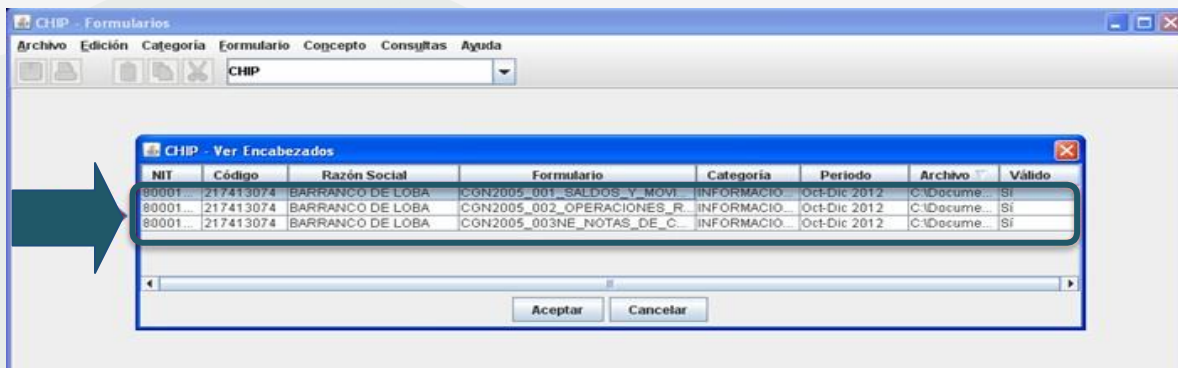 CHIP - Formularios
Archivo Edición Categoría Formulario Concepto Consultas Ayuda
CHIP
CHIP - Ver Encabezados
NIT Código Razón Social Formulario Categoría Periodo Archivo Válido
80001... 217413074 BARRANCO DE LOBA CGN2005_001_SALDOS_Y_MOVI... INFORMACIO... Oct-Dic 2012 C:\Docume... Sí
80001... 217413074 BARRANCO DE LOBA CGN2005_002_OPERACIONES_R... INFORMACIO... Oct-Dic 2012 C:\Docume... Sí
80001... 217413074 BARRANCO DE LOBA CGN2005_003NE_NOTAS_DE_C... INFORMACIO... Oct-Dic 2012 C:\Docume... Sí
Aceptar Cancelar